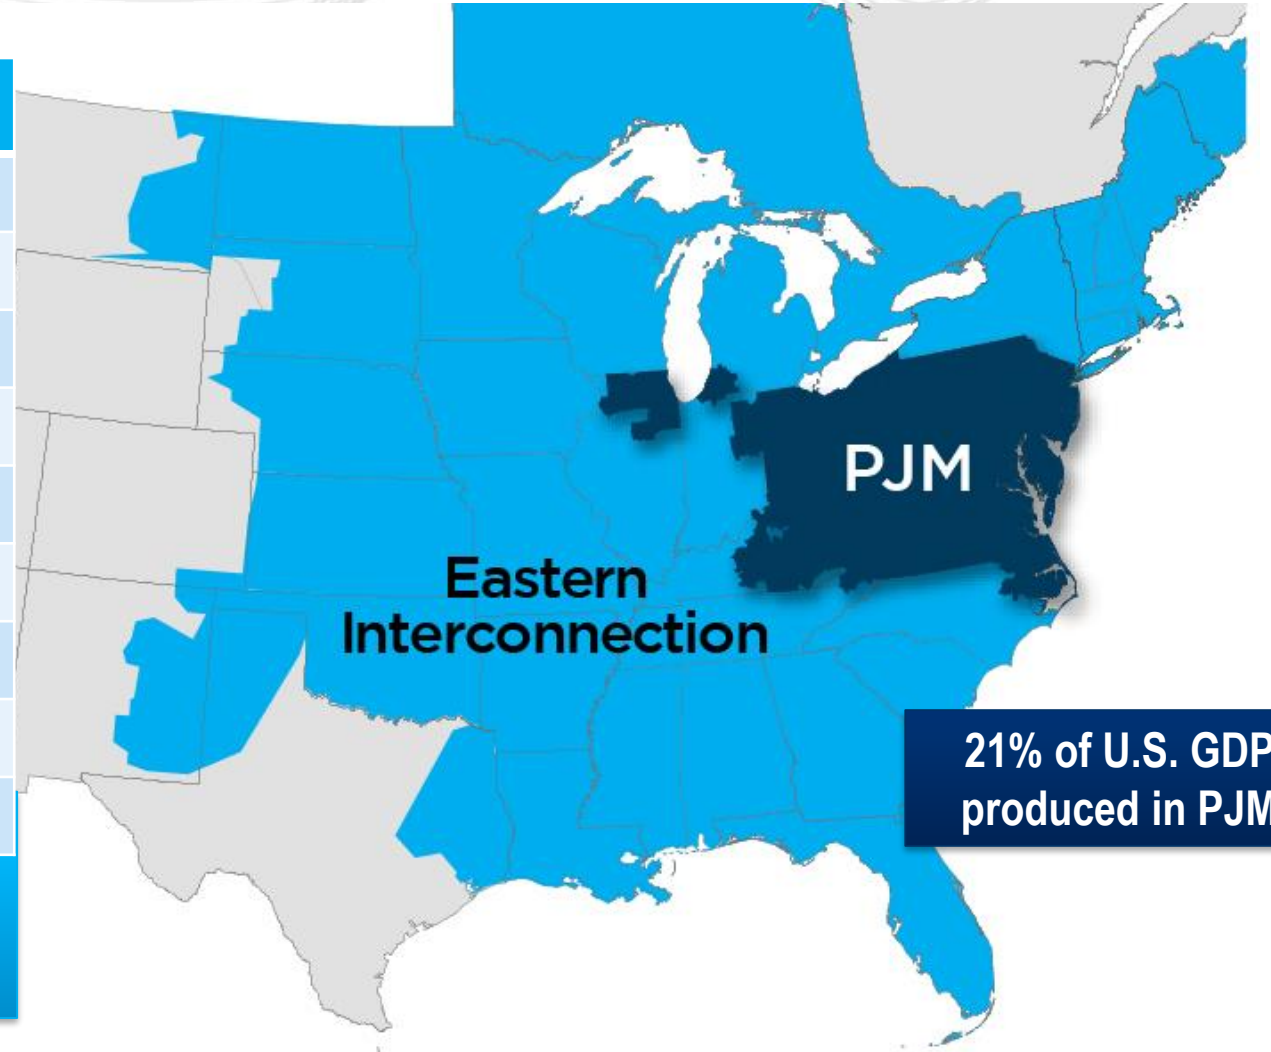 PJM
Eastern
Interconnection
21% of U.S. GDP
produced in PJM